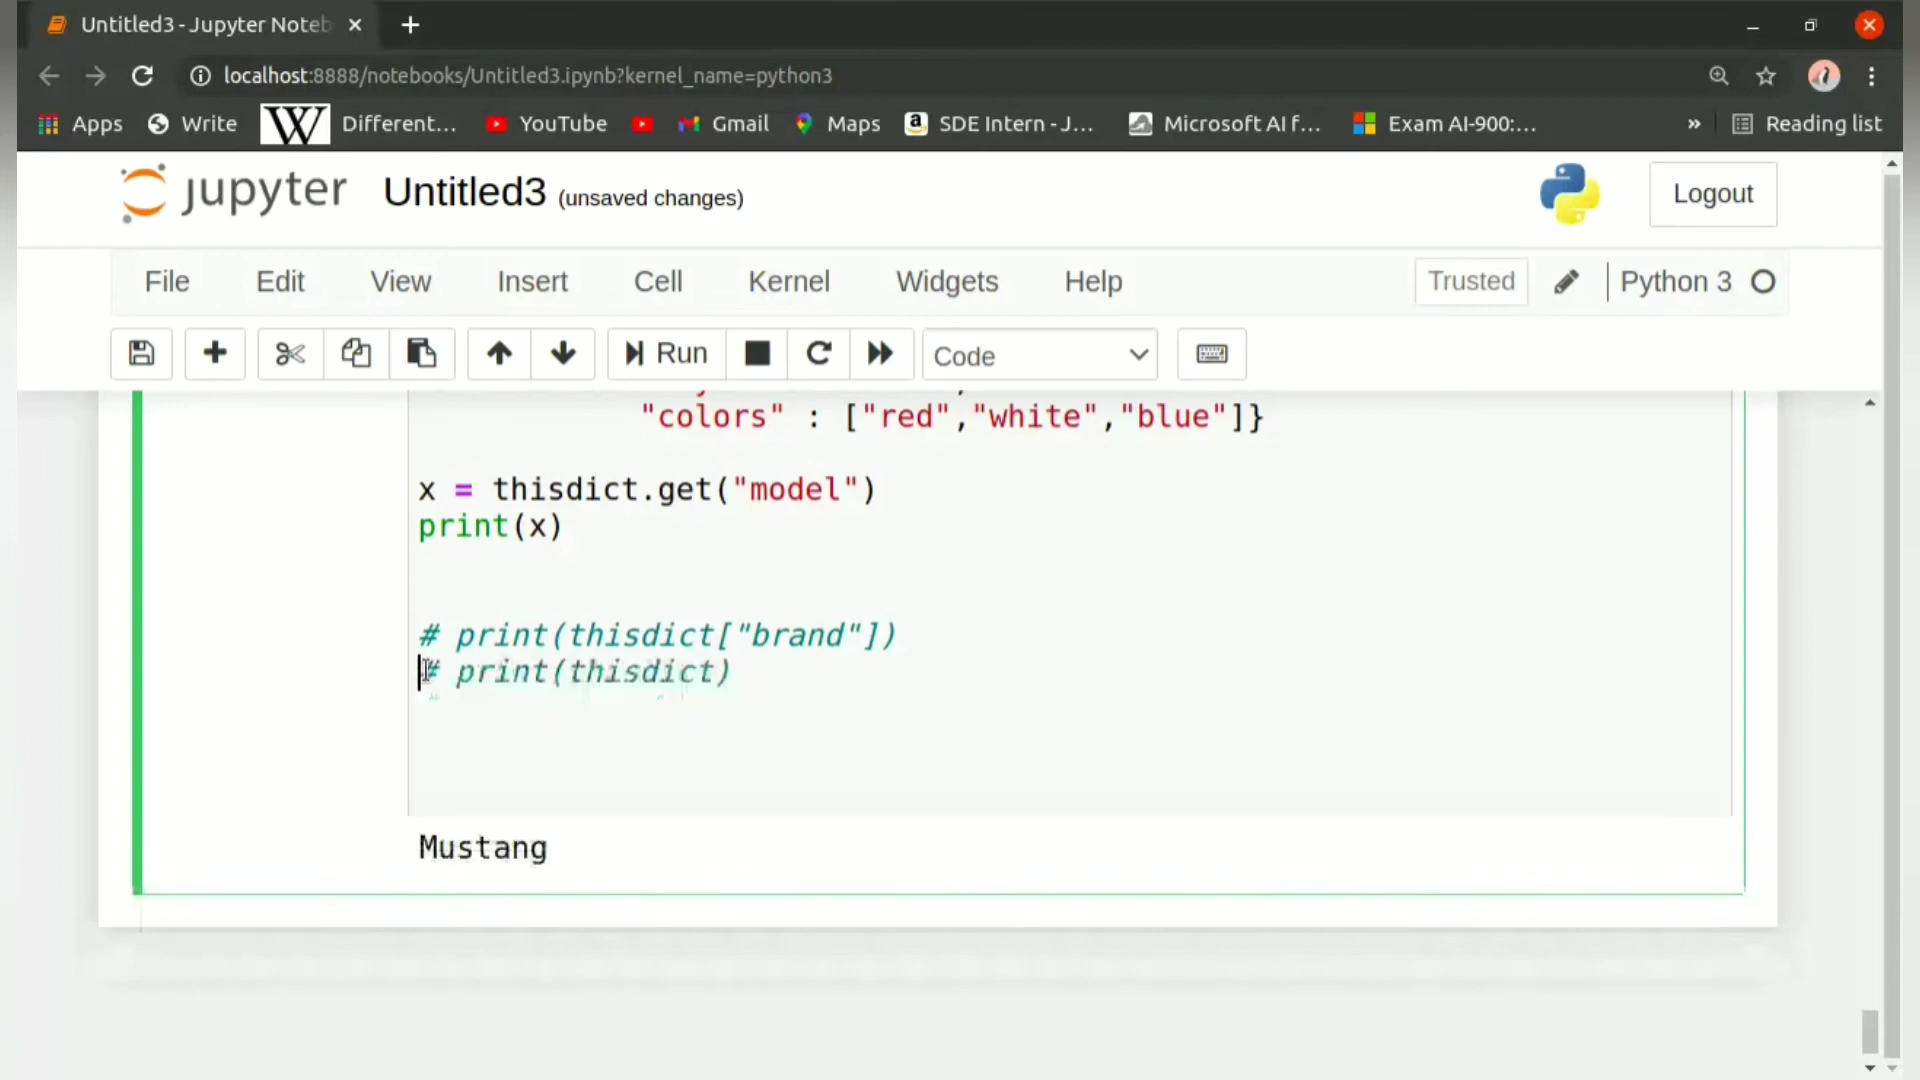 Untitled3 - Jupyter Noteb
localhost:8888/notebooks/Untitled3.ipynb?kernel_name=python3
Apps Write W Different... YouTube Gmail Maps a SDE Intern - J... Microsoft AI f... Exam AI-900:... » Reading list
jupyter Untitled3 (unsaved changes) Logout
File Edit View Insert Cell Kernel Widgets Help Trusted Python 3
Run Code
"colors" : ["red","white","blue"]}
x = thisdict.get("model")
print(x)
# print(thisdict["brand"])
# print(thisdict)
Mustang